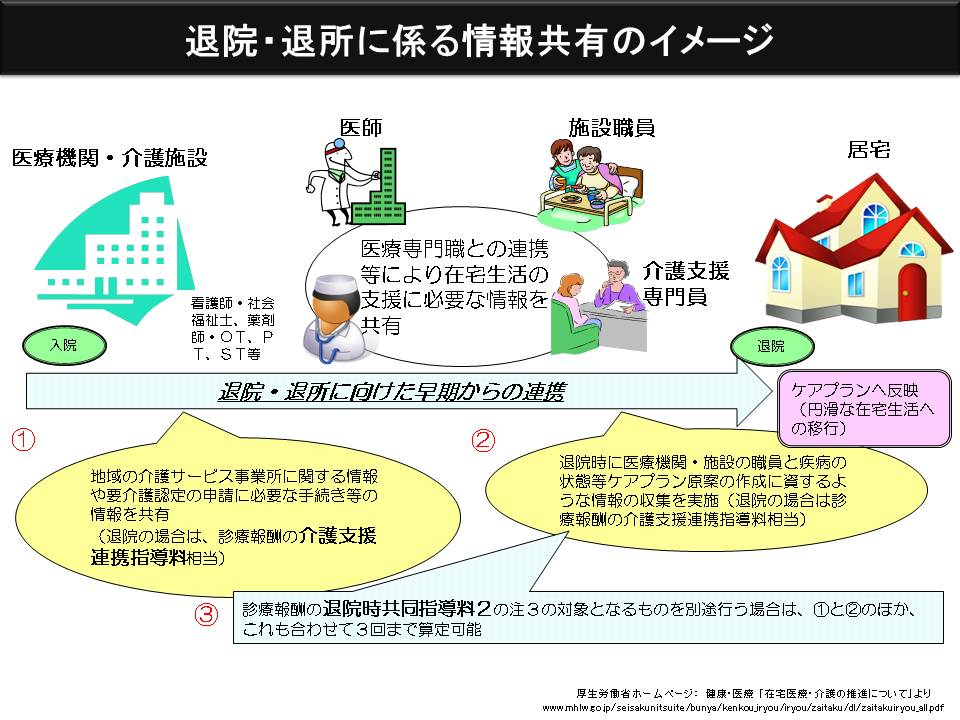 退院・退所に係る情報共有のイメージ
医療機関・介護施設
医師
施設職員
居宅
医療専門職との連携
等により在宅生活の
支援に必要な情報を
共有
介護支援
専門員
看護師・社会
福祉士、薬剤
師・ＯＴ、Ｐ
Ｔ、ＳＴ等
入院
退院
退院・退所に向けた早期からの連携
ケアプランへ反映
（円滑な在宅生活へ
の移行）
①
地域の介護サービス事業所に関する情報
や要介護認定の申請に必要な手続き等の
情報を共有
（退院の場合は、診療報酬の介護支援
連携指導料相当）
②
退院時に医療機関・施設の職員と疾病の
状態等ケアプラン原案の作成に資するよ
うな情報の収集を実施（退院の場合は診
療報酬の介護支援連携指導料相当）
③
診療報酬の退院時共同指導料２の注３の対象となるものを別途行う場合は、①と②のほか、
これも合わせて３回まで算定可能
厚生労働省ホームページ： 健康・医療 「在宅医療・介護の推進について」より
www.mhlw.go.jp/seisakunitsuite/bunya/kenkou_iryou/iryou/zaitaku/dl/zaitakuiryou_all.pdf